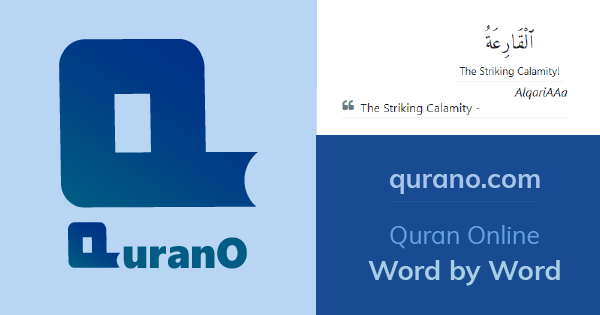 QuranO
ٱلْقَارِعَةُ
The Striking Calamity!
AlqariAAa
❝ The Striking Calamity -
qurano.com
Quran Online
Word by Word